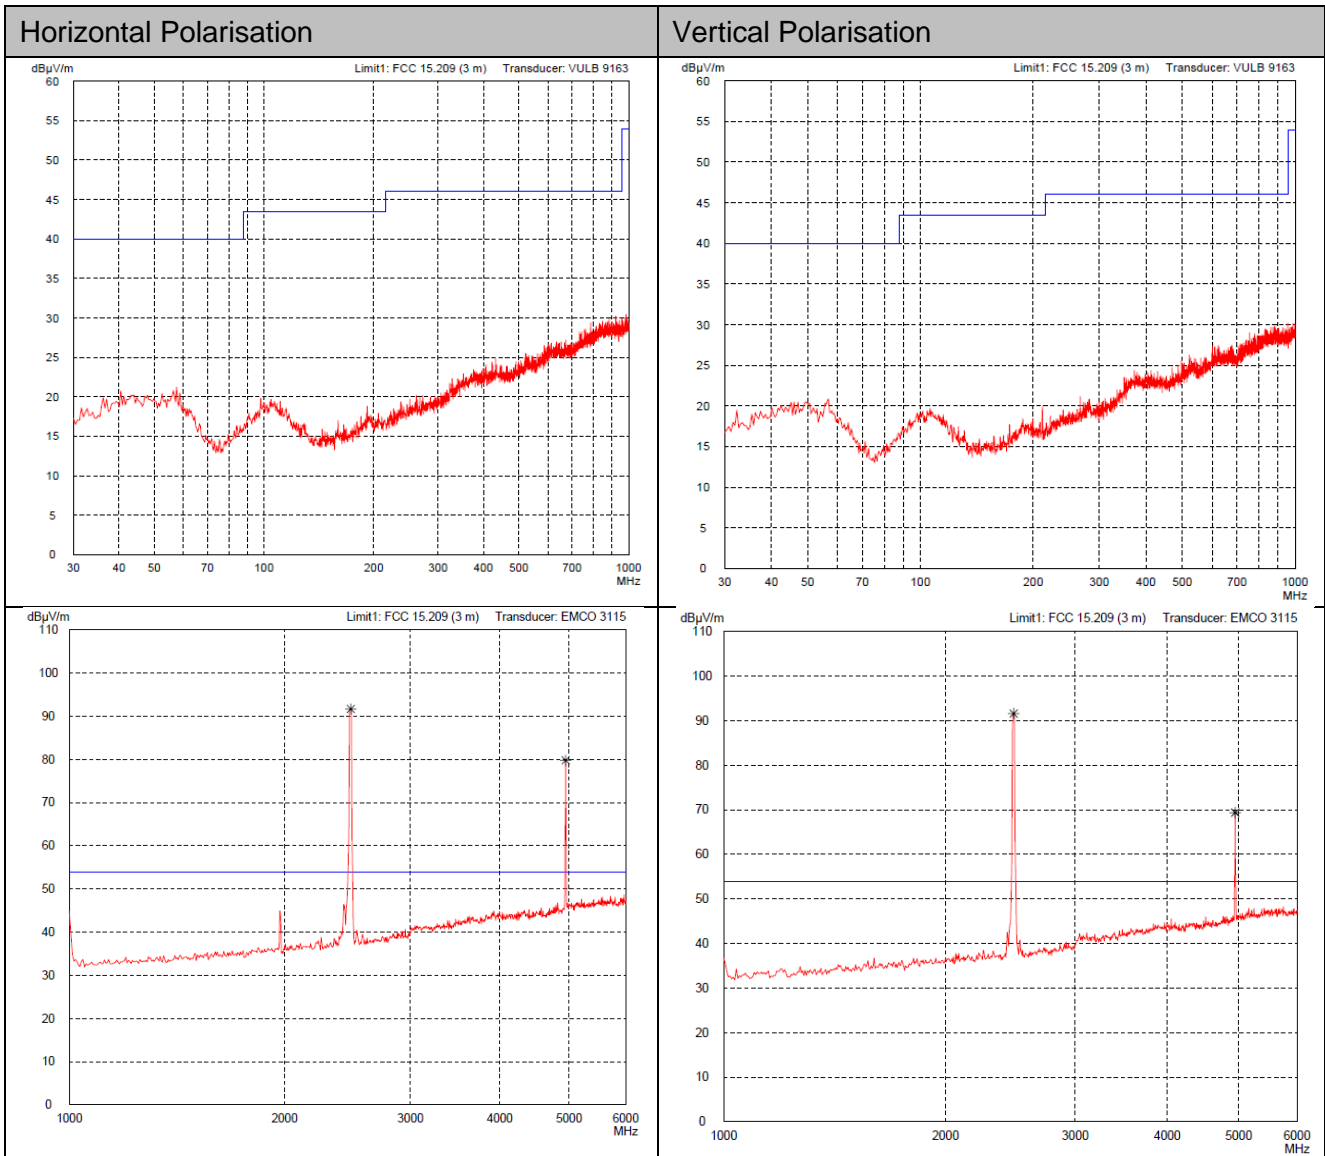 Horizontal Polarisation
Vertical Polarisation
dBµV/m
Limit1: FCC 15.209 (3 m) Transducer: VULB 9163
60
55
50
45
40
35
30
25
20
15
10
5
0
30 40 50 70 100 200 300 400 500 700 1000
MHz
dBµV/m
Limit1: FCC 15.209 (3 m) Transducer: VULB 9163
60
55
50
45
40
35
30
25
20
15
10
5
0
30 40 50 70 100 200 300 400 500 700 1000
MHz
dBµV/m
Limit1: FCC 15.209 (3 m) Transducer: EMCO 3115
110
100
90
80
70
60
50
40
30
20
10
0
1000 2000 3000 4000 5000 6000
MHz
dBµV/m
Limit1: FCC 15.209 (3 m) Transducer: EMCO 3115
110
100
90
80
70
60
50
40
30
20
10
0
1000 2000 3000 4000 5000 6000
MHz